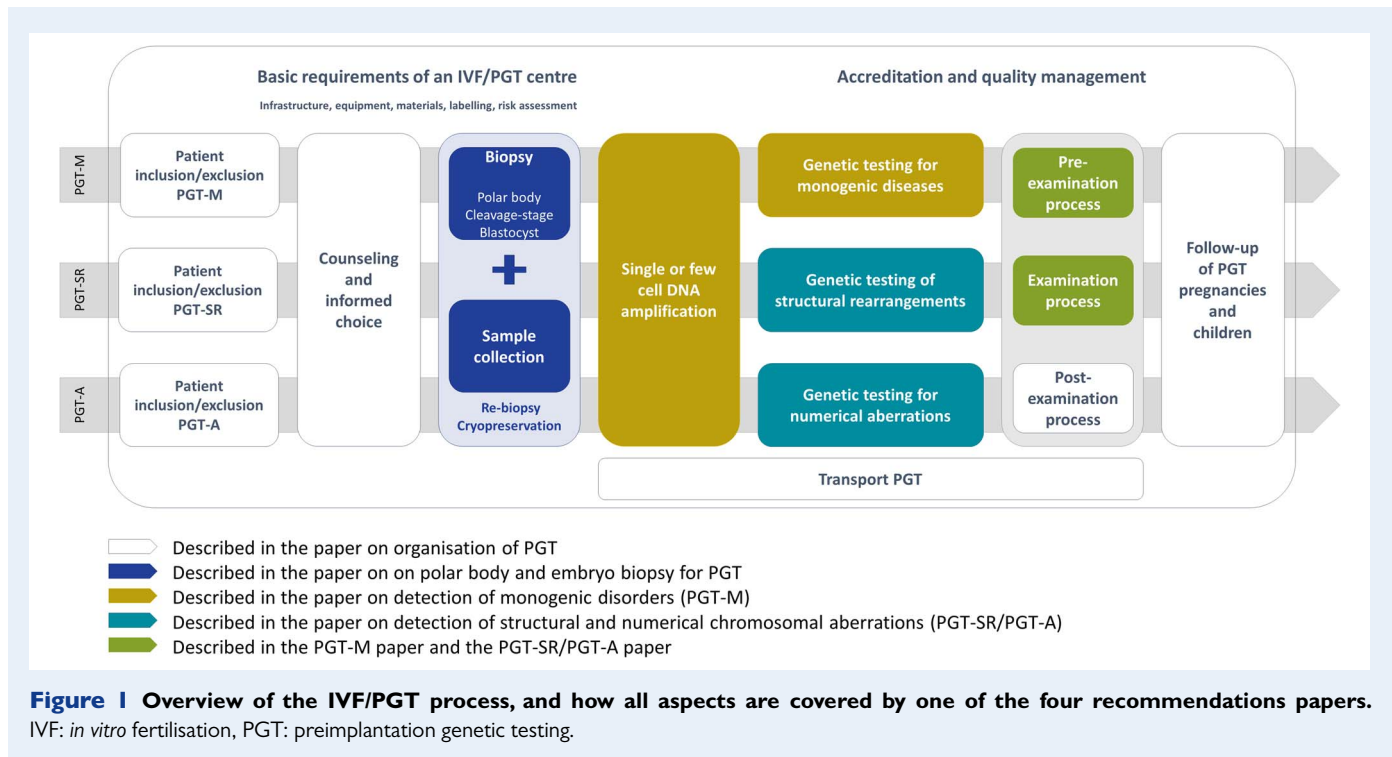 Basic requirements of an IVF/PGT centre
Infrastructure, equipment, materials, labelling, risk assessment
Accreditation and quality management
PGT-M
PGT-SR
PGT-A
Patient
inclusion/exclusion
PGT-M
Patient
inclusion/exclusion
PGT-SR
Patient
inclusion/exclusion
PGT-A
Counseling
and
informed
choice
Biopsy
Polar body
Cleavage-stage
Blastocyst
+
Sample
collection
Re-biopsy
Cryopreservation
Single or few
cell DNA
amplification
Genetic testing for
monogenic diseases
Genetic testing of
structural rearrangements
Genetic testing for
numerical aberrations
Pre-
examination
process
Examination
process
Post-
examination
process
Follow-up
of PGT
pregnancies
and
children
Transport PGT
Described in the paper on organisation of PGT
Described in the paper on on polar body and embryo biopsy for PGT
Described in the paper on detection of monogenic disorders (PGT-M)
Described in the paper on detection of structural and numerical chromosomal aberrations (PGT-SR/PGT-A)
Described in the PGT-M paper and the PGT-SR/PGT-A paper
Figure 1 Overview of the IVF/PGT process, and how all aspects are covered by one of the four recommendations papers.
IVF: in vitro fertilisation, PGT: preimplantation genetic testing.